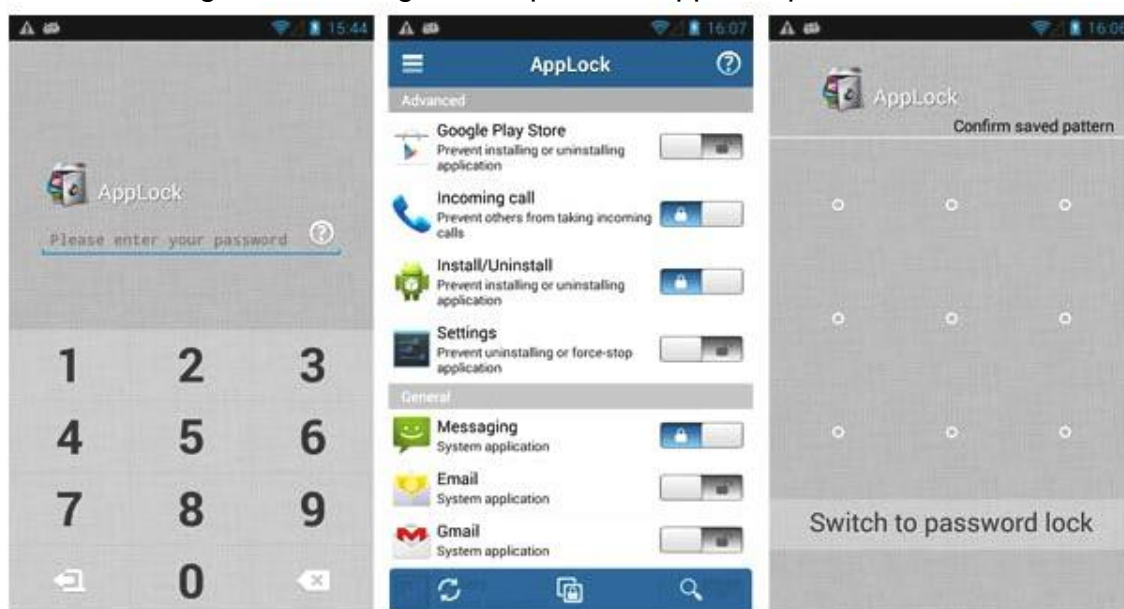 15:44
AppLock
Please enter your password
1 2 3
4 5 6
7 8 9
0
16:07
AppLock
Advanced
Google Play Store
Prevent installing or uninstalling
application
Incoming call
Prevent others from taking incoming
calls
Install/Uninstall
Prevent installing or uninstalling
application
Settings
Prevent uninstalling or force-stop
application
General
Messaging
System application
Email
System application
Gmail
System application
16:06
AppLock
Confirm saved pattern
Switch to password lock